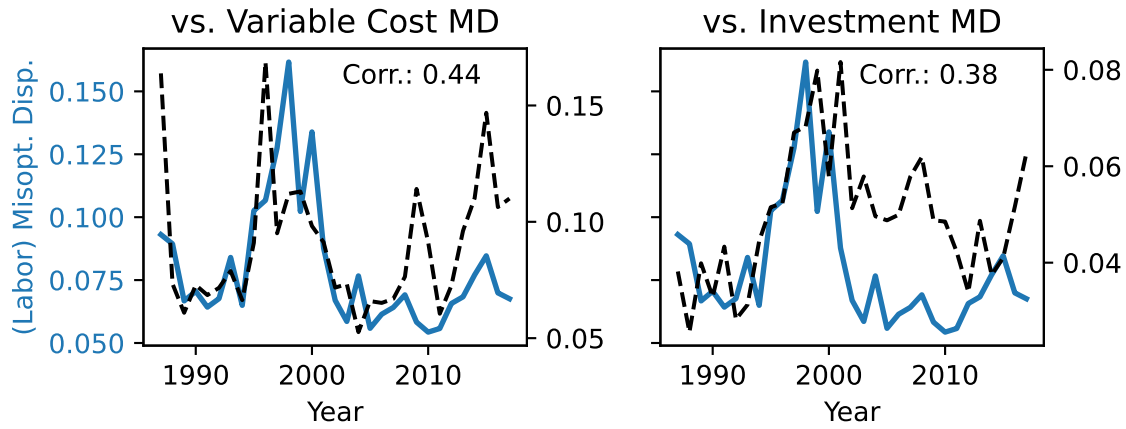 vs. Variable Cost MD
(Labor) Misopt. Disp.
0.150
0.125
0.100
0.075
0.050
Corr.: 0.44
0.15
0.10
0.05
1990 2000 2010
Year
vs. Investment MD
Corr.: 0.38
0.08
0.06
0.04
1990 2000 2010
Year